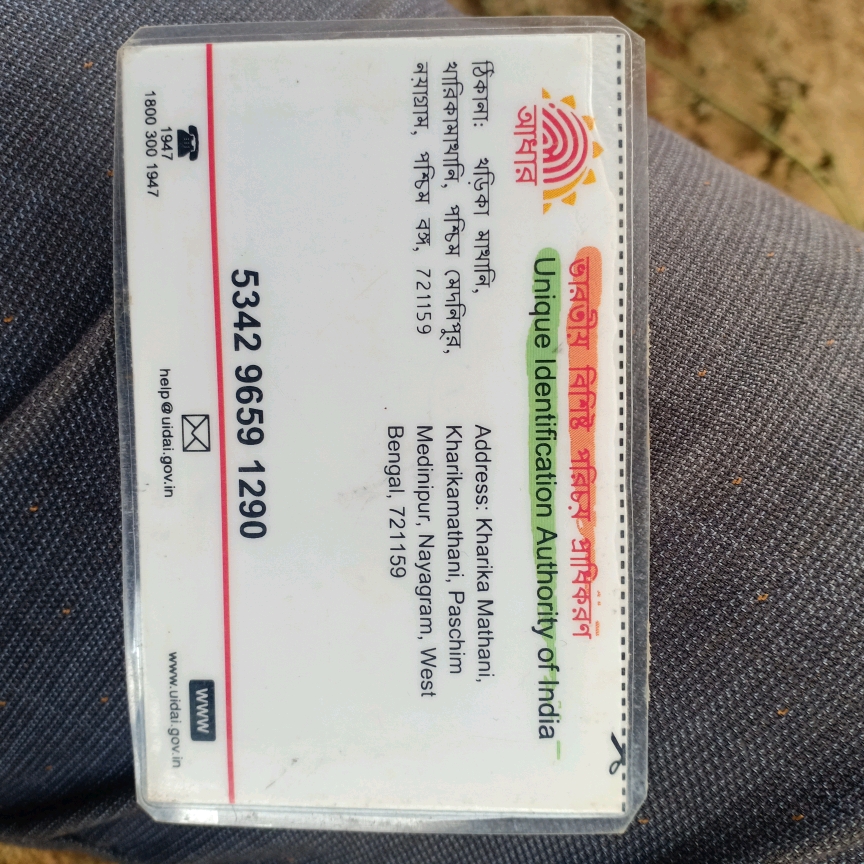 ভারতীয় বিশিষ্ট পরিচয় প্রাধিকরণ
Unique Identification Authority of India
আধার
ঠিকানা: খড়িকা মাথানি,
খারিকামাথানি, পশ্চিম মেদিনিপুর,
নয়াগ্রাম, পশ্চিম বঙ্গ, 721159
Address: Kharika Mathani,
Kharikamathani, Paschim
Medinipur, Nayagram, West
Bengal, 721159
5342 9659 1290
1947
1800 300 1947
help@uidai.gov.in
www
www.uidai.gov.in